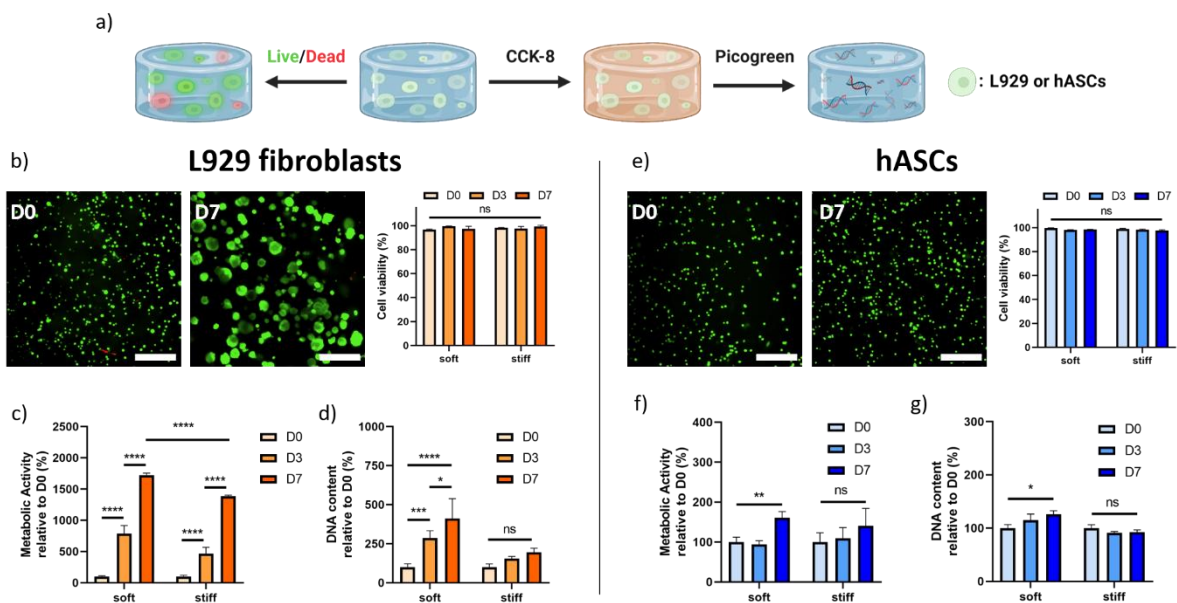 a)
Live/Dead
CCK-8
Picogreen
: L929 or hASCs
b)
L929 fibroblasts
D0
D7
D0 D3 D7
ns
Cell viability (%)
100
80
60
40
20
0
soft stiff
c)
Metabolic Activity
relative to D0 (%)
2500
2000
1500
1000
500
0
****
****
****
****
****
D0
D3
D7
soft stiff
d)
DNA content
relative to D0 (%)
1000
750
500
250
0
****
*
***
ns
D0
D3
D7
soft stiff
e)
hASCs
D0
D7
D0 D3 D7
ns
Cell viability (%)
100
80
60
40
20
0
soft stiff
f)
Metabolic Activity
relative to D0 (%)
400
300
200
100
0
**
ns
D0
D3
D7
soft stiff
g)
DNA content
relative to D0 (%)
300
200
100
0
*
ns
D0
D3
D7
soft stiff